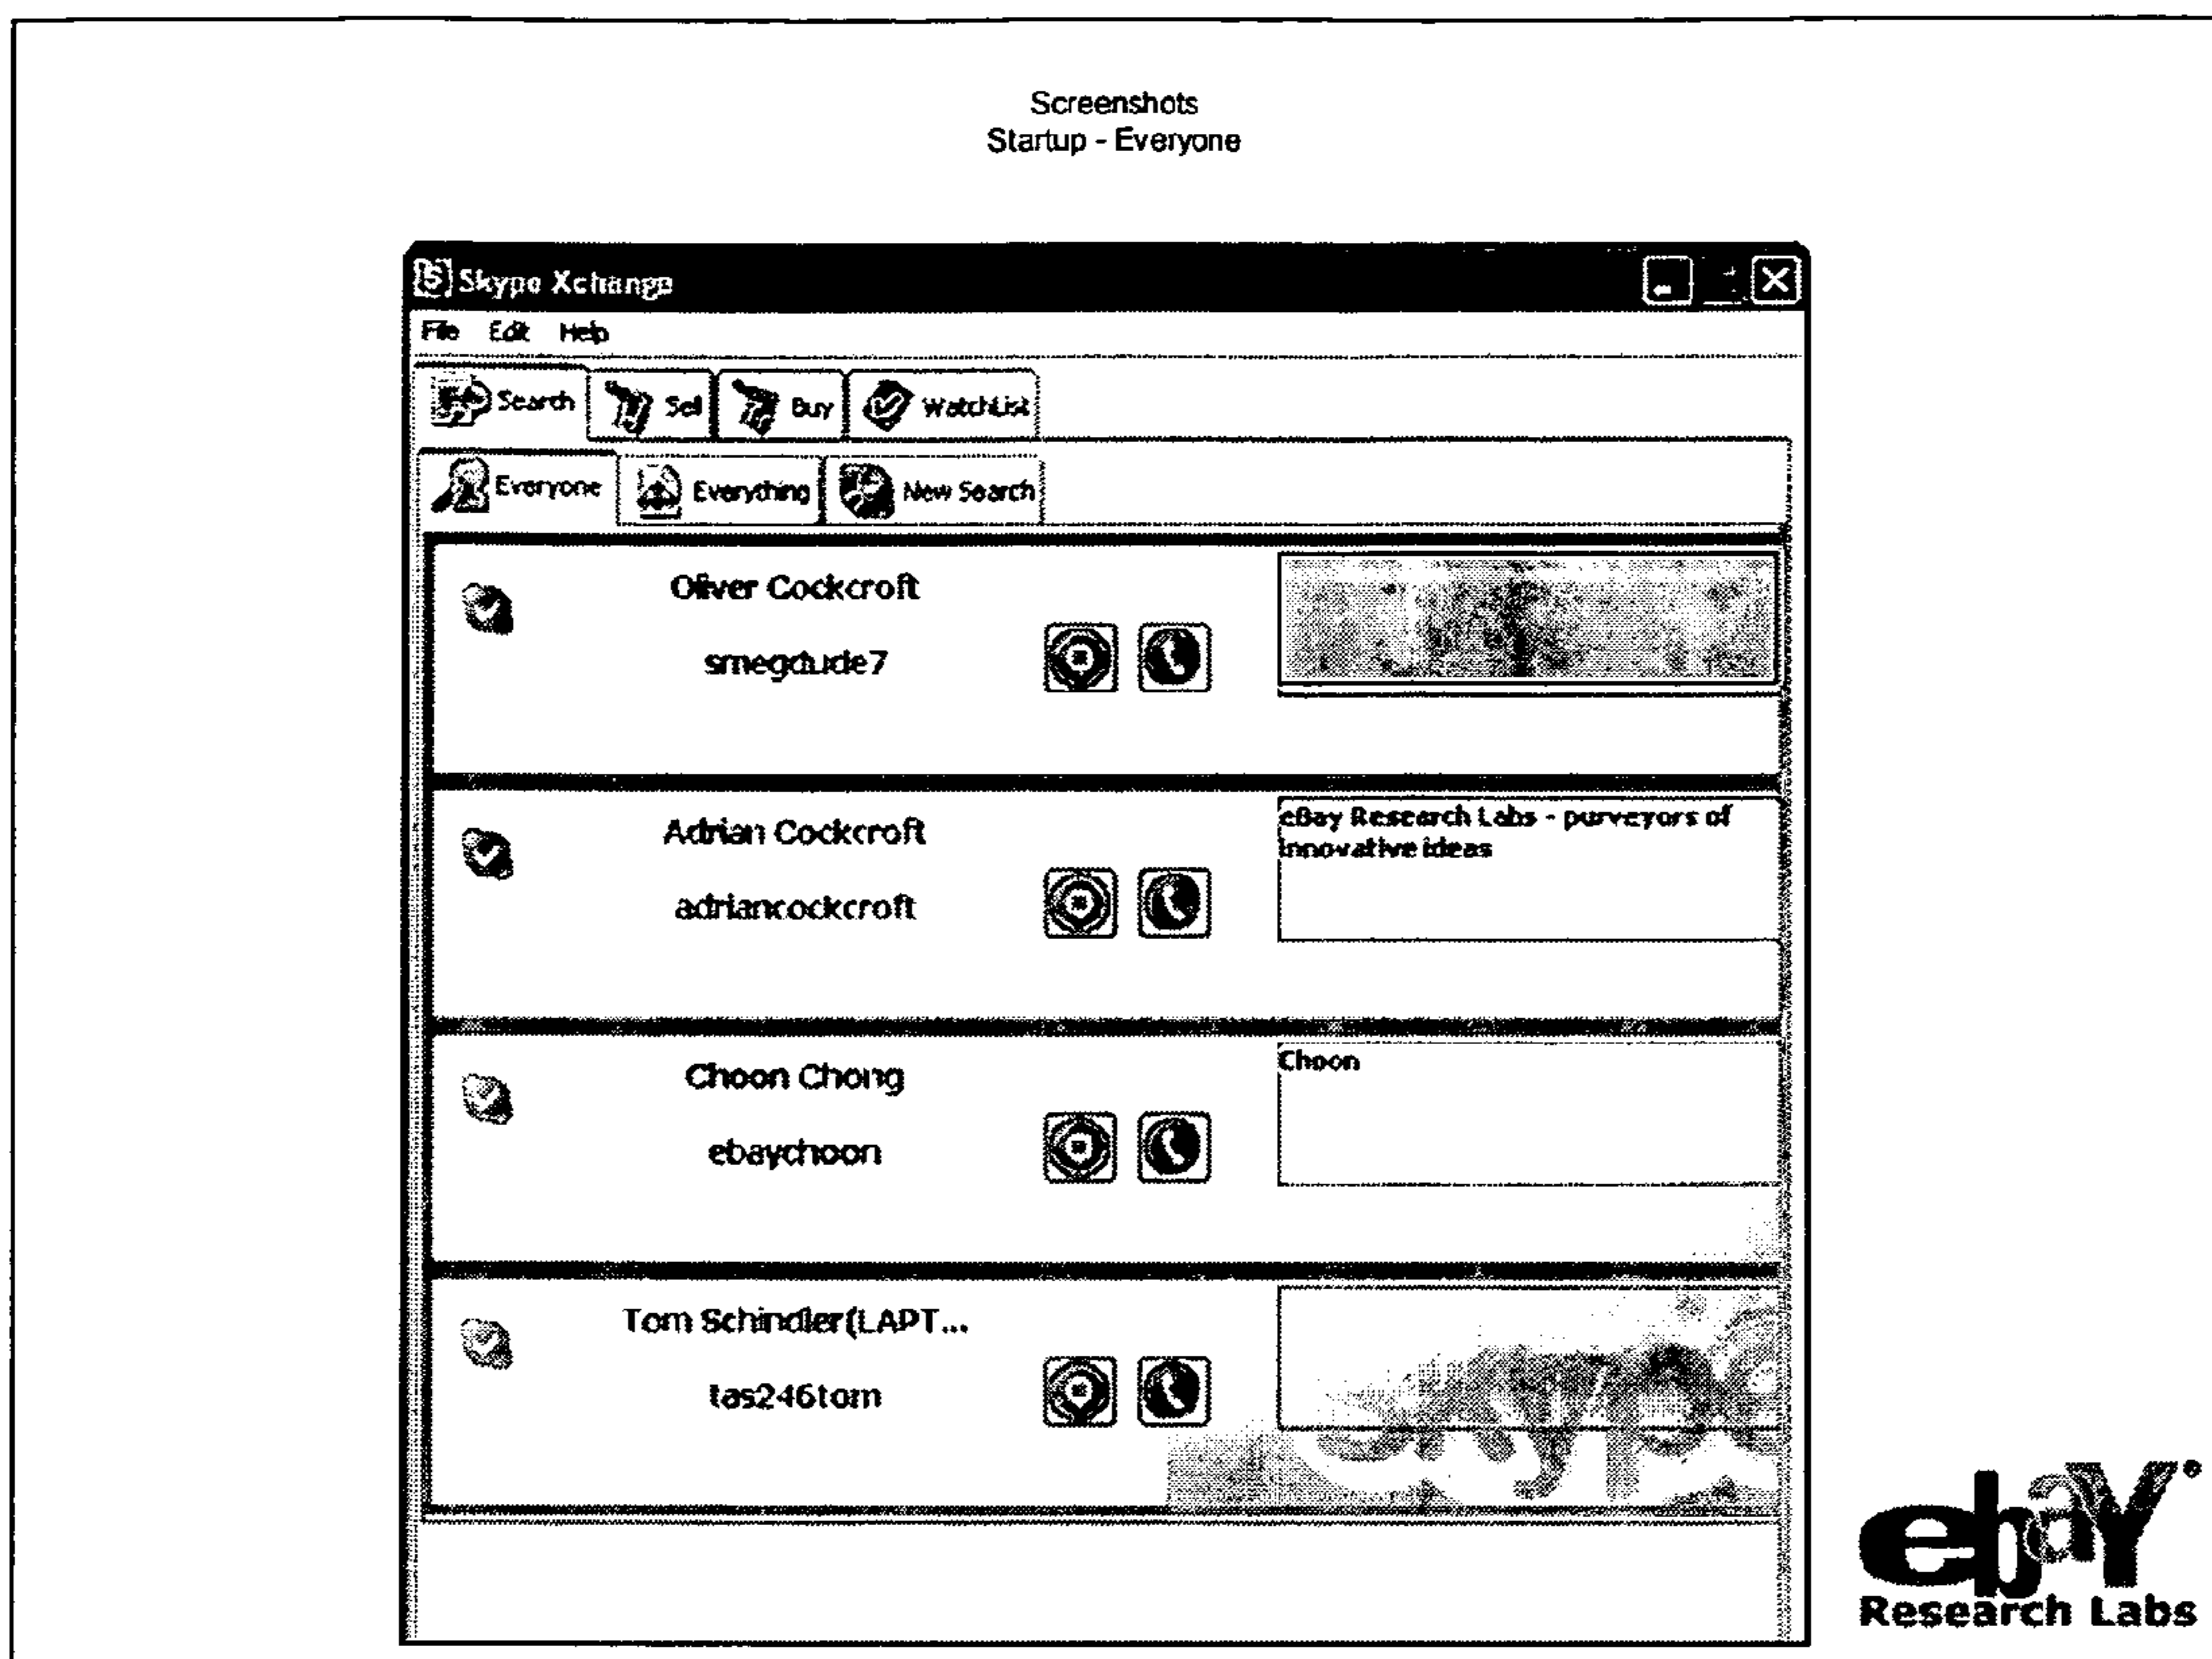 Screenshots
Startup - Everyone
Skype Xchange
File Edit Help
Search Sell Buy WatchList
Everyone Everything New Search
Oliver Cockcroft
smegdude7
Adrian Cockcroft
adriancockcroft
eBay Research Labs - purveyors of
innovative ideas
Choon Chong
ebaychoon
Choon
Tom Schindler(LAPT...
tas246tom
skype
ebaY®
Research Labs